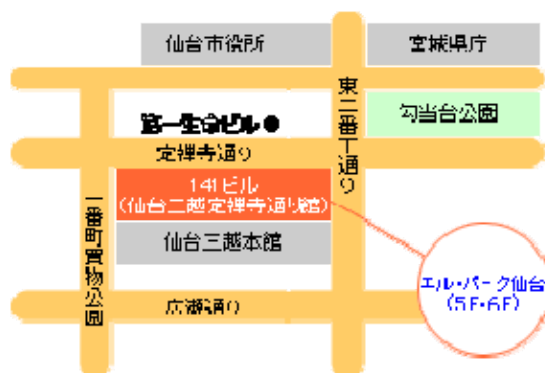 仙台市役所
宮城県庁
東二番丁通り
勾当台公園
第一生命ビル
定禅寺通り
141ビル
(仙台三越定禅寺通り館)
一番町買物公園
仙台三越本館
エル・パーク仙台
(5F・6F)
広瀬通り